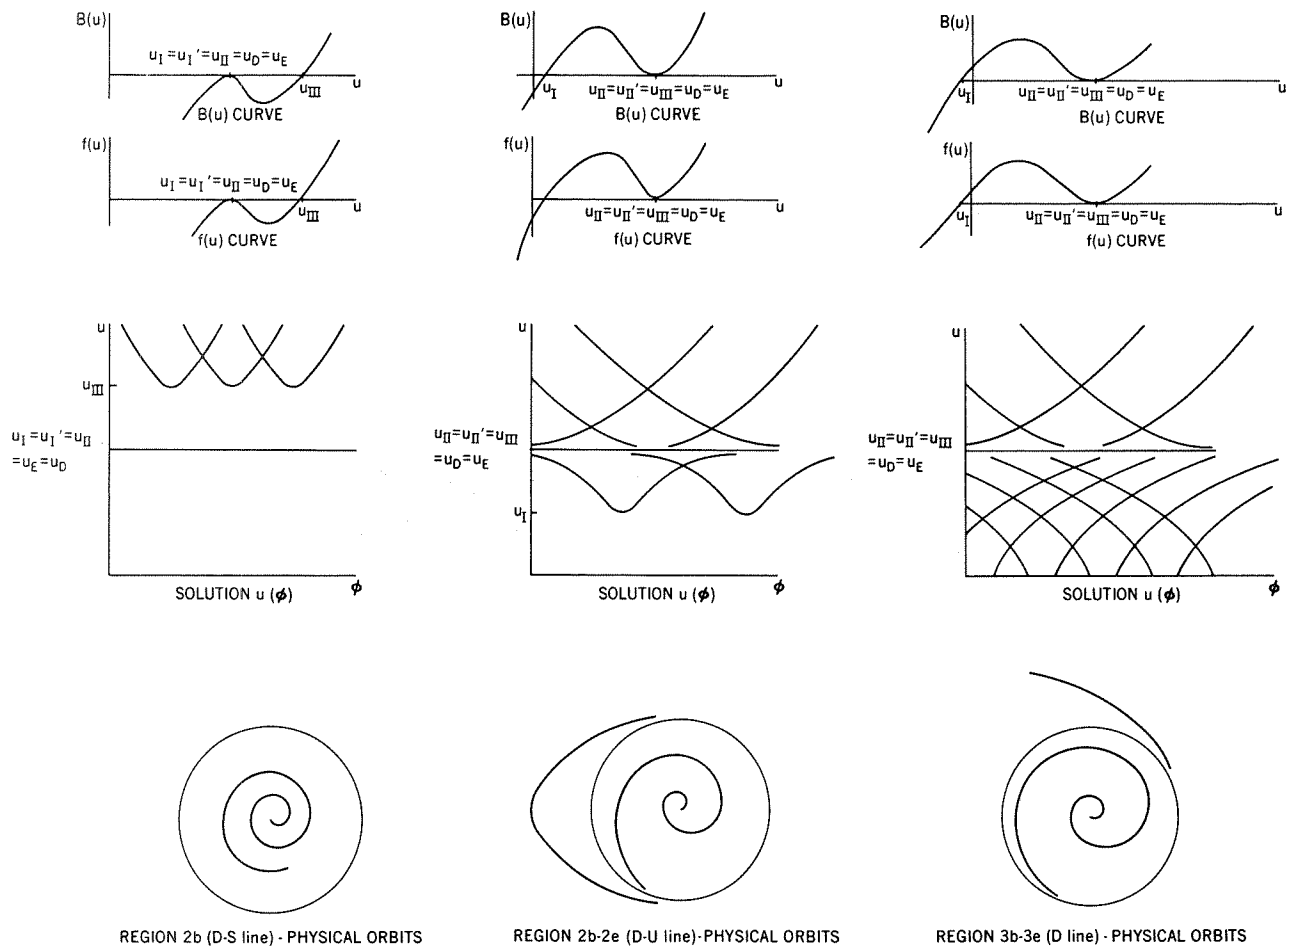 B(u)
u_I = u_I' = u_II = u_D = u_E
u
u_III
B(u) CURVE
f(u)
u_I = u_I' = u_II = u_D = u_E
u
u_III
f(u) CURVE
u
u_III
u_I = u_I' = u_II
= u_E = u_D
ϕ
SOLUTION u (ϕ)
REGION 2b (D-S line) - PHYSICAL ORBITS
B(u)
u
u_I
u_II = u_II' = u_III = u_D = u_E
B(u) CURVE
f(u)
u
u_II = u_II' = u_III = u_D = u_E
f(u) CURVE
u
u_II = u_II' = u_III
= u_D = u_E
u_I
ϕ
SOLUTION u (ϕ)
REGION 2b-2e (D-U line) - PHYSICAL ORBITS
B(u)
u
u_I
u_II = u_II' = u_III = u_D = u_E
B(u) CURVE
f(u)
u
u_I
u_II = u_II' = u_III = u_D = u_E
f(u) CURVE
u
u_II = u_II' = u_III
= u_D = u_E
ϕ
SOLUTION u (ϕ)
REGION 3b-3e (D line) - PHYSICAL ORBITS